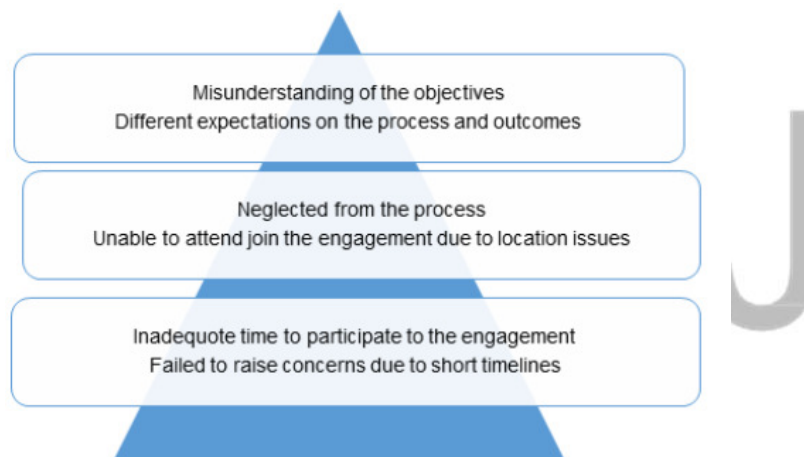 Misunderstanding of the objectives
Different expectations on the process and outcomes
Neglected from the process
Unable to attend join the engagement due to location issues
Inadequote time to participate to the engagement
Failed to raise concerns due to short timelines
J